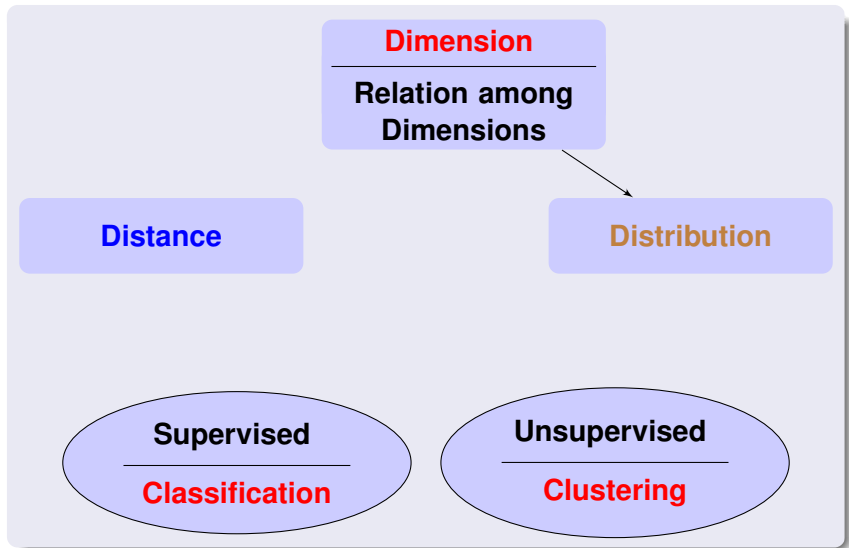 Dimension
Relation among
Dimensions
Distance
Distribution
Supervised
Classification
Unsupervised
Clustering